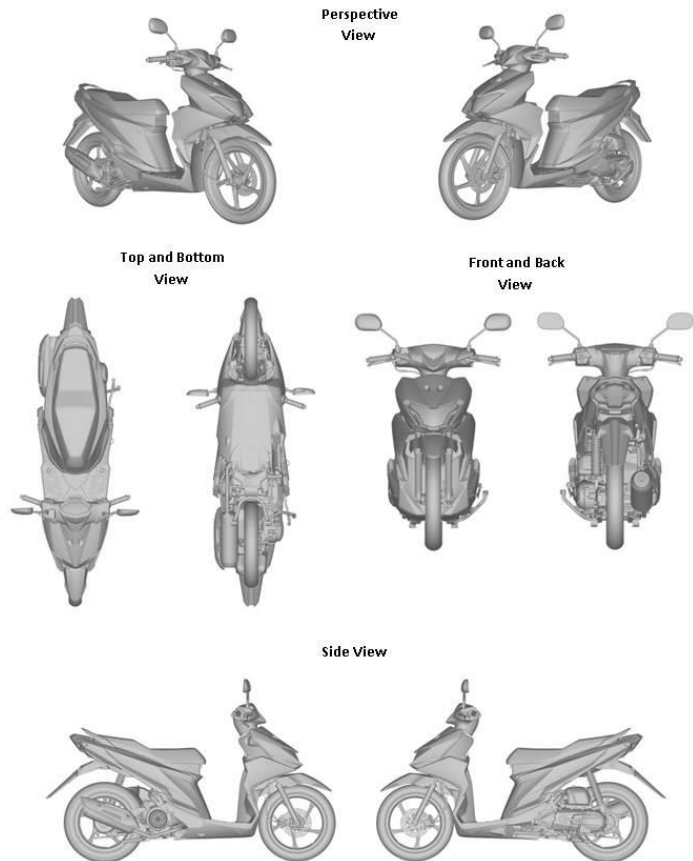 Perspective
View
Top and Bottom
View
Front and Back
View
Side View